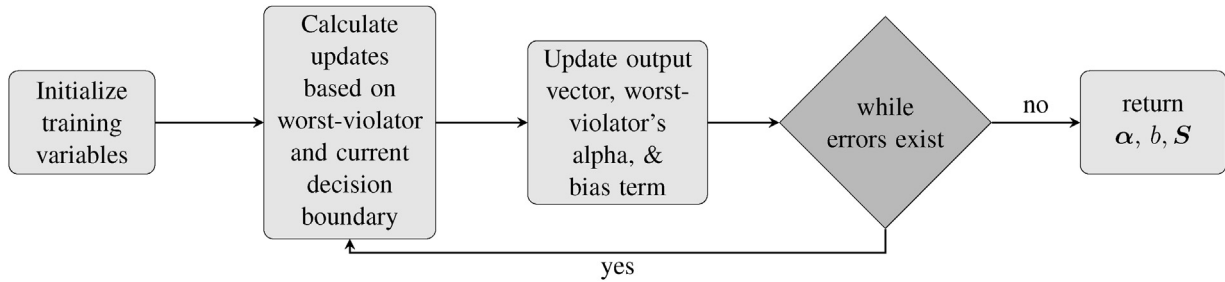 Initialize
training
variables
Calculate
updates
based on
worst-violator
and current
decision
boundary
Update output
vector, worst-
violator's
alpha, &
bias term
while
errors exist
no
return
α, b, S
yes